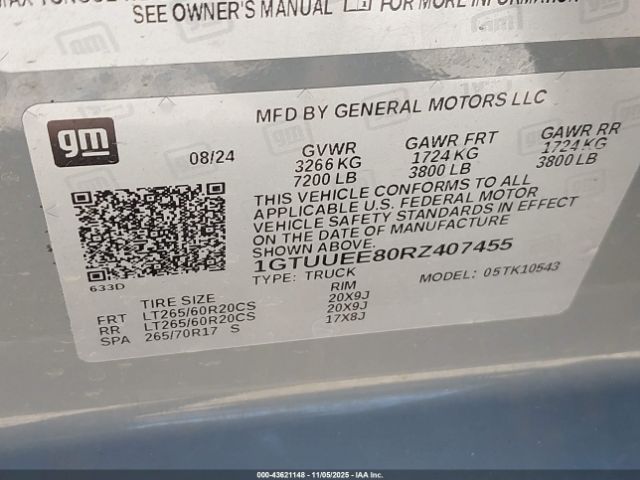 SEE OWNER'S MANUAL FOR MORE INFORMATION
MFD BY GENERAL MOTORS LLC
gm
08/24
GVWR
3266 KG
7200 LB
GAWR FRT
1724 KG
3800 LB
GAWR RR
1724 KG
3800 LB
THIS VEHICLE CONFORMS TO ALL
APPLICABLE U.S. FEDERAL MOTOR
VEHICLE SAFETY STANDARDS IN EFFECT
ON THE DATE OF MANUFACTURE
SHOWN ABOVE.
1GTUUEE80RZ407455
TYPE: TRUCK MODEL: 05TK10543
633D
TIRE SIZE RIM
FRT LT265/60R20CS 20X9J
RR LT265/60R20CS 20X9J
SPA 265/70R17 S 17X8J
000-43621148 - 11/05/2025 - IAA Inc.